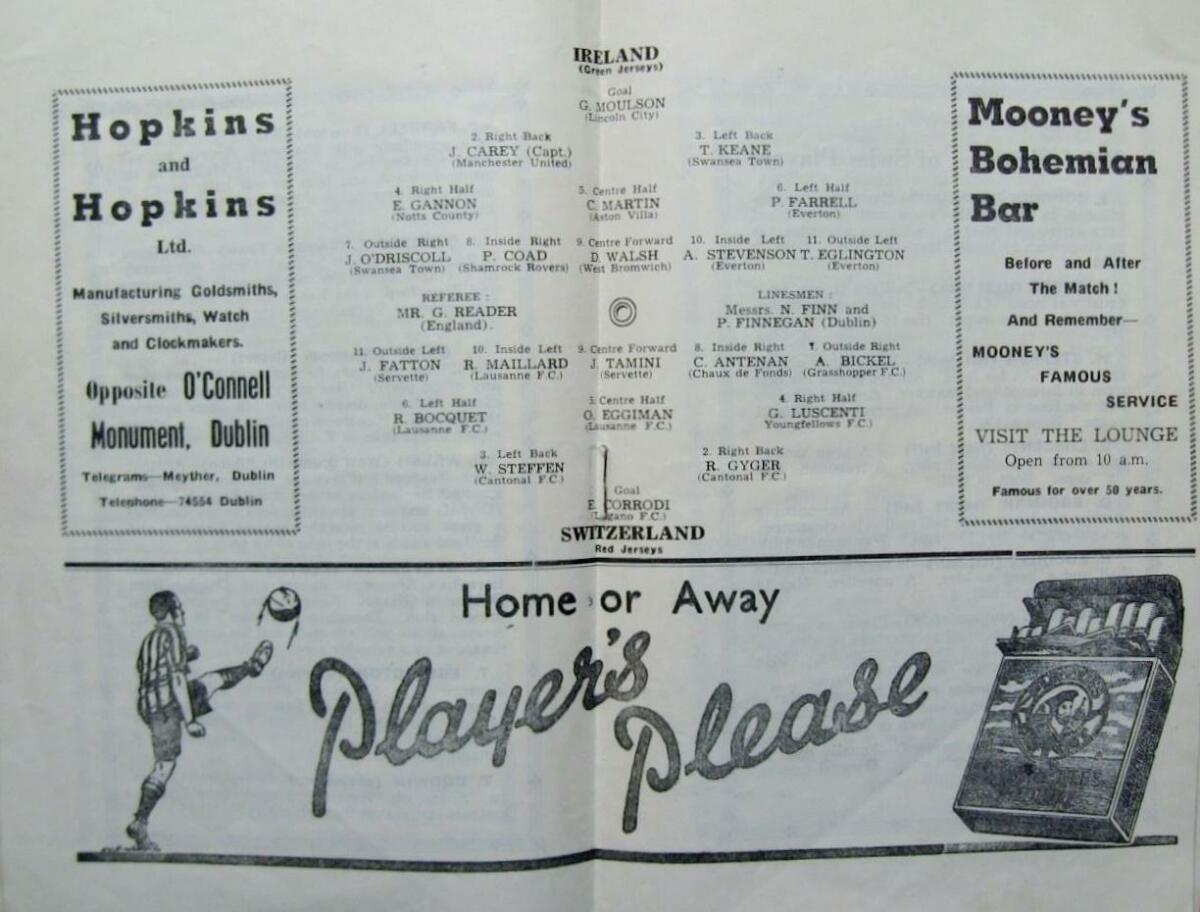 Hopkins
and
Hopkins
Ltd.
Manufacturing Goldsmiths,
Silversmiths, Watch
and Clockmakers.
Opposite O'Connell
Monument, Dublin
Telegrams—Meyther, Dublin
Telephone—74554 Dublin
IRELAND
(Green Jerseys)
Goal
G. MOULSON
(Lincoln City)
2. Right Back 3. Left Back
J. CAREY (Capt.) T. KEANE
(Manchester United) (Swansea Town)
4. Right Half 5. Centre Half 6. Left Half
E. GANNON C. MARTIN P. FARRELL
(Notts County) (Aston Villa) (Everton)
7. Outside Right 8. Inside Right 9. Centre Forward 10. Inside Left 11. Outside Left
J. O'DRISCOLL P. COAD D. WALSH A. STEVENSON T. EGLINGTON
(Swansea Town) (Shamrock Rovers) (West Bromwich) (Everton) (Everton)
REFEREE : LINESMEN :
MR. G. READER Messrs. N. FINN and
(England). P. FINNEGAN (Dublin)
11. Outside Left 10. Inside Left 9. Centre Forward 8. Inside Right 7. Outside Right
J. FATTON R. MAILLARD J. TAMINI C. ANTENAN A. BICKEL
(Servette) (Lausanne F.C.) (Servette) (Chaux de Fonds) (Grasshopper F.C.)
6. Left Half 5. Centre Half 4. Right Half
R. BOCQUET O. EGGIMAN G. LUSCENTI
(Lausanne F.C.) (Lausanne F.C.) Youngfellows F.C.)
3. Left Back 2. Right Back
W. STEFFEN R. GYGER
(Cantonal F.C.) (Cantonal F.C.)
Goal
E. CORRODI
(Lugano F.C.)
SWITZERLAND
Red Jerseys
Mooney's
Bohemian
Bar
Before and After
The Match !
And Remember—
MOONEY'S
FAMOUS
SERVICE
VISIT THE LOUNGE
Open from 10 a.m.
Famous for over 50 years.
Home or Away
Player's
Please